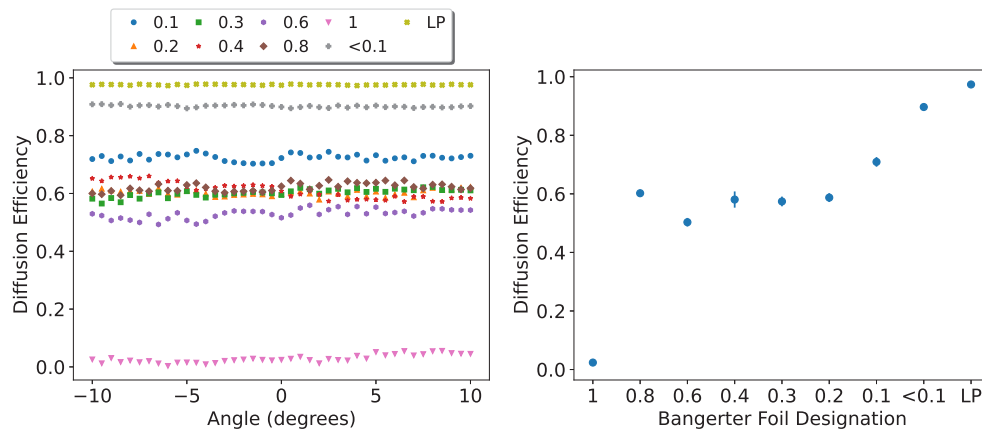 0.1 0.3 0.6 1 LP
0.2 0.4 0.8 <0.1
Diffusion Efficiency
1.0
0.8
0.6
0.4
0.2
0.0
−10 −5 0 5 10
Angle (degrees)
Diffusion Efficiency
1.0
0.8
0.6
0.4
0.2
0.0
1 0.8 0.6 0.4 0.3 0.2 0.1 <0.1 LP
Bangerter Foil Designation